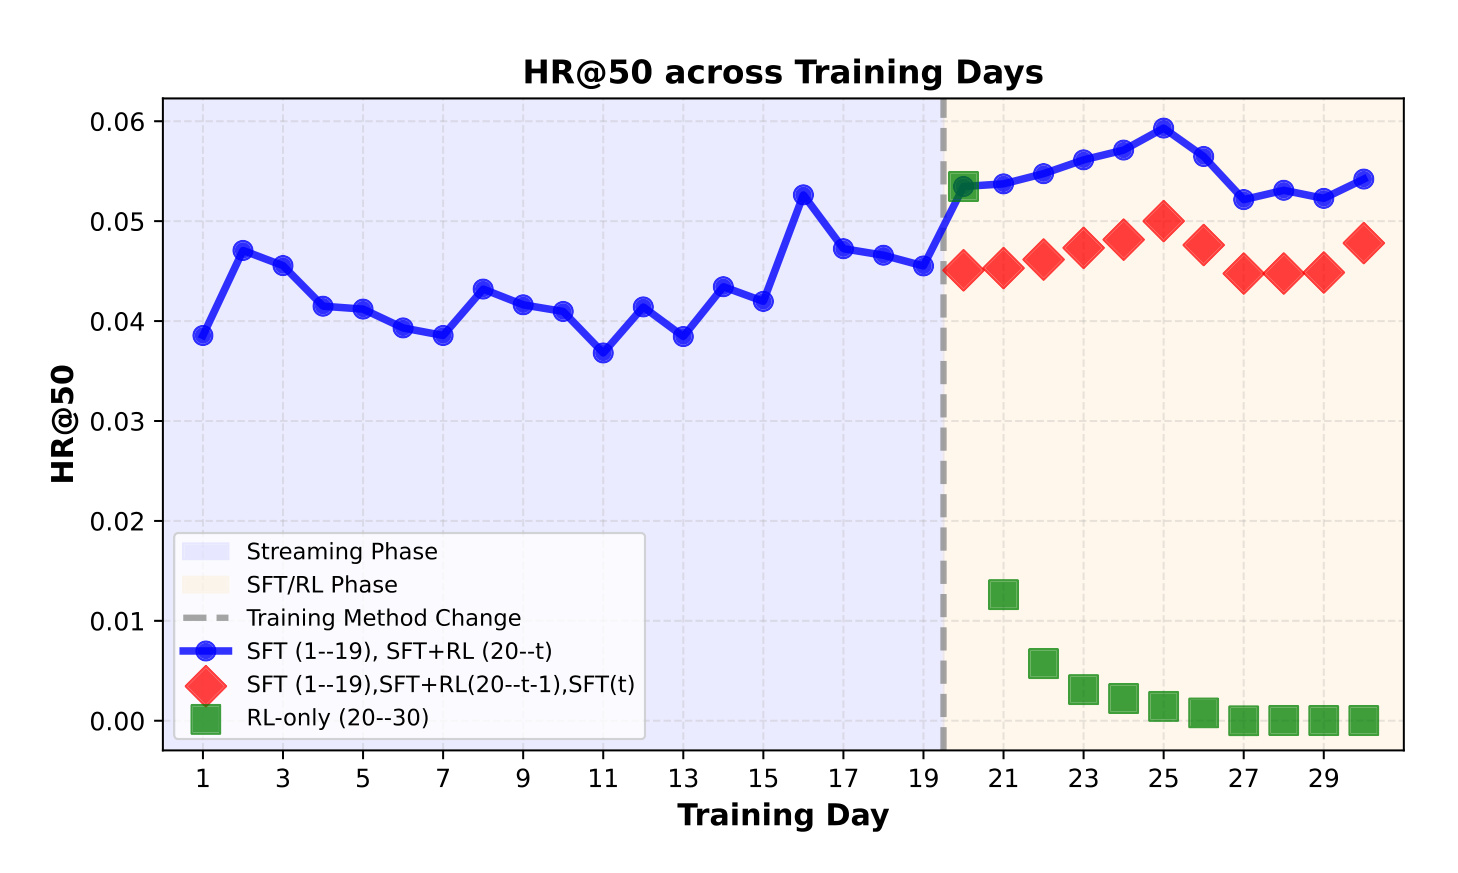 HR@50 across Training Days
HR@50
0.06
0.05
0.04
0.03
0.02
0.01
0.00
Streaming Phase
SFT/RL Phase
Training Method Change
SFT (1--19), SFT+RL (20--t)
SFT (1--19),SFT+RL(20--t-1),SFT(t)
RL-only (20--30)
1 3 5 7 9 11 13 15 17 19 21 23 25 27 29
Training Day